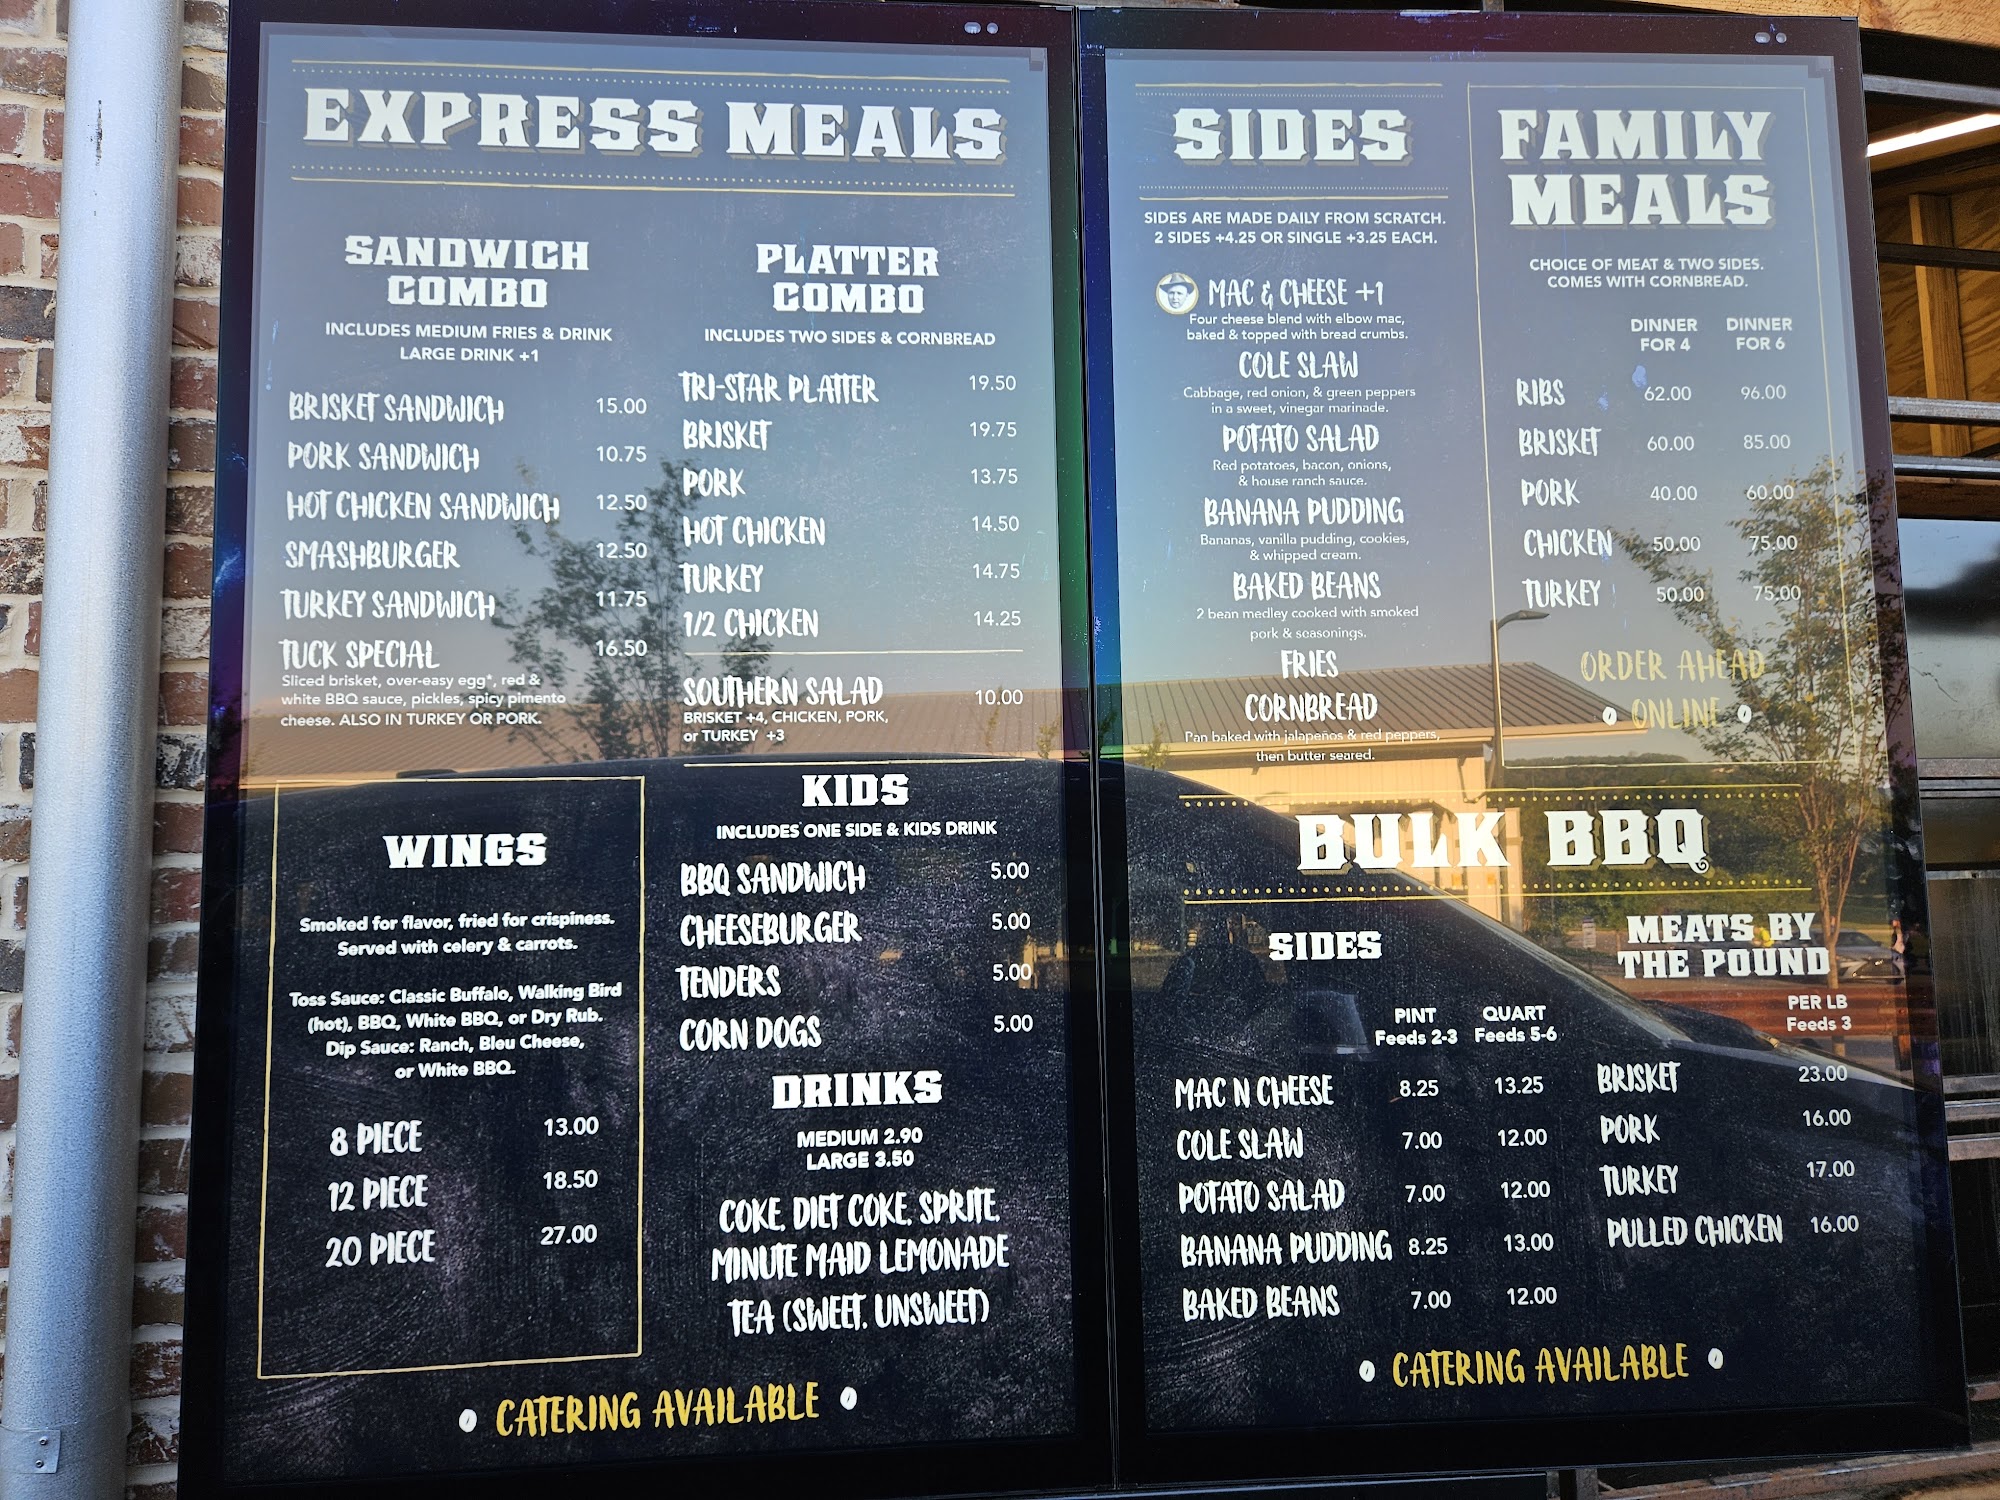 EXPRESS MEALS
SANDWICH
COMBO
INCLUDES MEDIUM FRIES & DRINK
LARGE DRINK +1
BRISKET SANDWICH 15.00
PORK SANDWICH 10.75
HOT CHICKEN SANDWICH 12.50
SMASHBURGER 12.50
TURKEY SANDWICH 11.75
TUCK SPECIAL 16.50
Sliced brisket, over-easy egg*, red &
white BBQ sauce, pickles, spicy pimento
cheese. ALSO IN TURKEY OR PORK.
PLATTER
COMBO
INCLUDES TWO SIDES & CORNBREAD
TRI-STAR PLATTER 19.50
BRISKET 19.75
PORK 13.75
HOT CHICKEN 14.50
TURKEY 14.75
1/2 CHICKEN 14.25
SOUTHERN SALAD 10.00
BRISKET +4, CHICKEN, PORK,
or TURKEY +3
WINGS
Smoked for flavor, fried for crispiness.
Served with celery & carrots.
Toss Sauce: Classic Buffalo, Walking Bird
(hot), BBQ, White BBQ, or Dry Rub.
Dip Sauce: Ranch, Bleu Cheese,
or White BBQ.
8 PIECE 13.00
12 PIECE 18.50
20 PIECE 27.00
KIDS
INCLUDES ONE SIDE & KIDS DRINK
BBQ SANDWICH 5.00
CHEESEBURGER 5.00
TENDERS 5.00
CORN DOGS 5.00
DRINKS
MEDIUM 2.90
LARGE 3.50
COKE, DIET COKE, SPRITE,
MINUTE MAID LEMONADE
TEA (SWEET, UNSWEET)
CATERING AVAILABLE
SIDES
SIDES ARE MADE DAILY FROM SCRATCH.
2 SIDES +4.25 OR SINGLE +3.25 EACH.
MAC & CHEESE +1
Four cheese blend with elbow mac,
baked & topped with bread crumbs.
COLE SLAW
Cabbage, red onion, & green peppers
in a sweet, vinegar marinade.
POTATO SALAD
Red potatoes, bacon, onions,
& house ranch sauce.
BANANA PUDDING
Bananas, vanilla pudding, cookies,
& whipped cream.
BAKED BEANS
2 bean medley cooked with smoked
pork & seasonings.
FRIES
CORNBREAD
Pan baked with jalapeños & red peppers,
then butter seared.
FAMILY
MEALS
CHOICE OF MEAT & TWO SIDES.
COMES WITH CORNBREAD.
DINNER DINNER
FOR 4 FOR 6
RIBS 62.00 96.00
BRISKET 60.00 85.00
PORK 40.00 60.00
CHICKEN 50.00 75.00
TURKEY 50.00 75.00
ORDER AHEAD
ONLINE
BULK BBQ
SIDES
PINT QUART
Feeds 2-3 Feeds 5-6
MAC N CHEESE 8.25 13.25
COLE SLAW 7.00 12.00
POTATO SALAD 7.00 12.00
BANANA PUDDING 8.25 13.00
BAKED BEANS 7.00 12.00
MEATS BY
THE POUND
PER LB
Feeds 3
BRISKET 23.00
PORK 16.00
TURKEY 17.00
PULLED CHICKEN 16.00
CATERING AVAILABLE